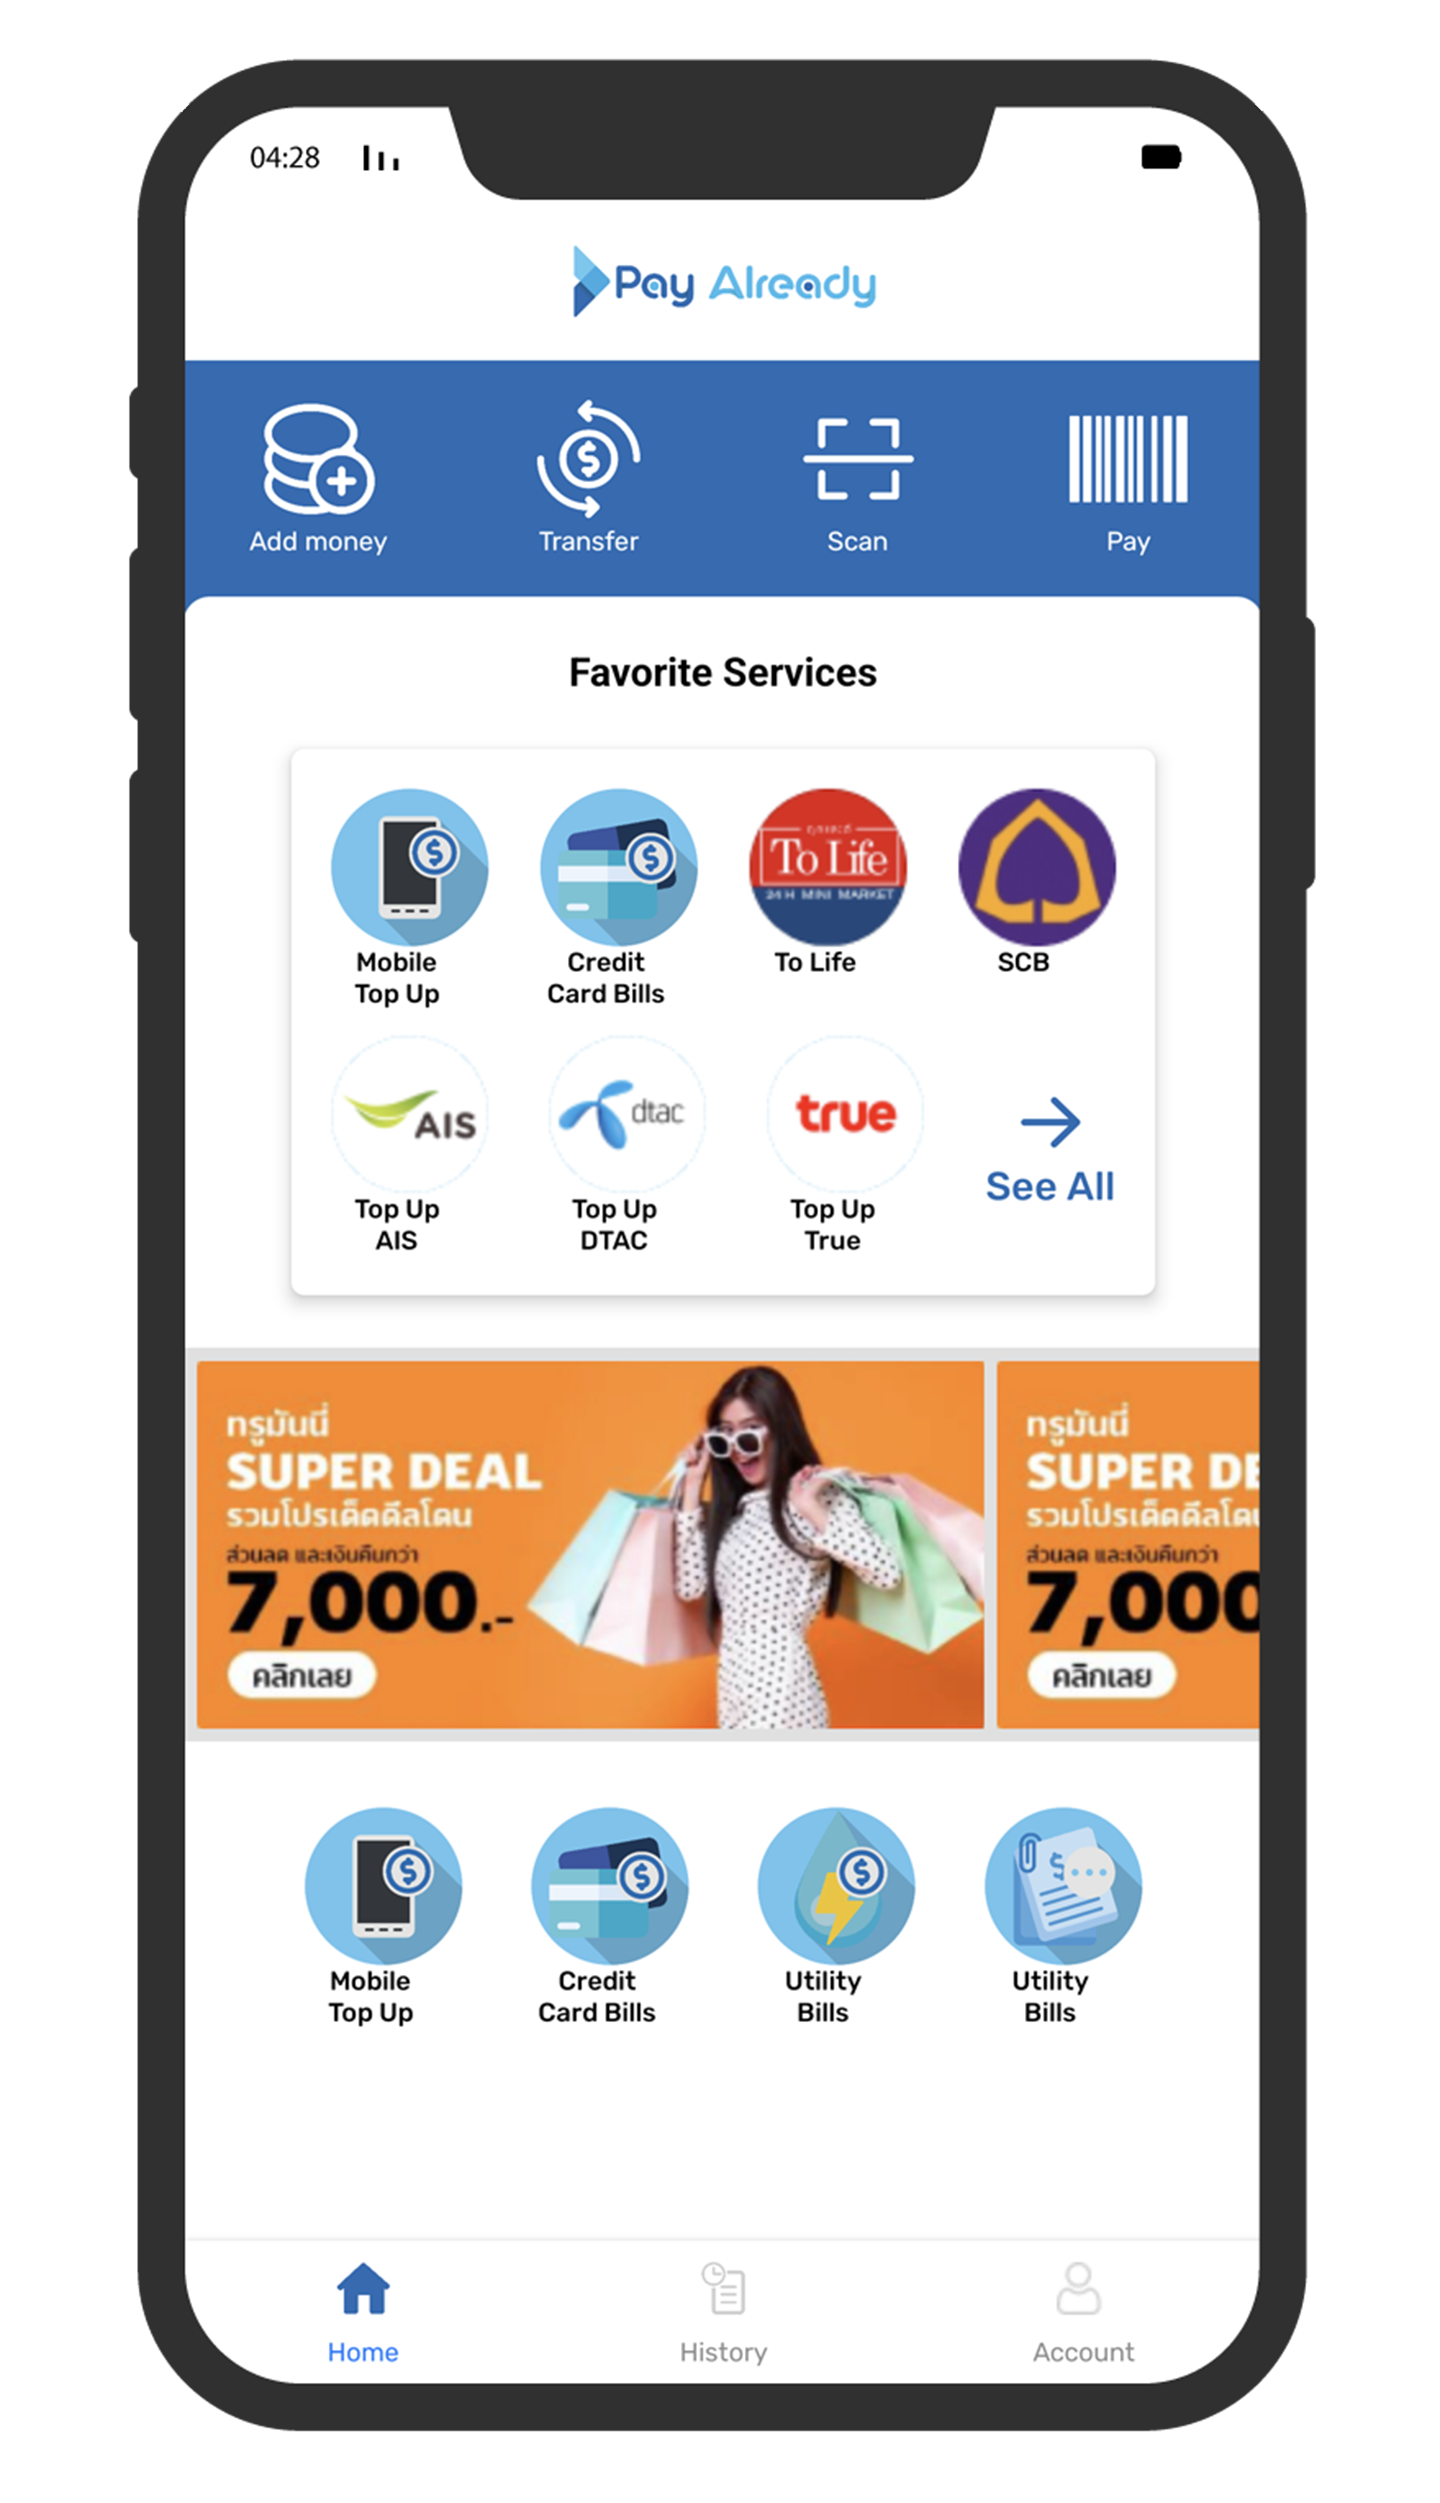 04:28
Pay Already
Add money
Transfer
Scan
Pay
Favorite Services
To Life
24 H MINI MARKET
Mobile
Top Up
Credit
Card Bills
To Life
SCB
AIS
dtac
true
See All
Top Up
AIS
Top Up
DTAC
Top Up
True
ทรูมันนี่
SUPER DEAL
รวมโปรเด็ดดีลโดน
ส่วนลด และเงินคืนกว่า
7,000.-
คลิกเลย
ทรูมันนี่
SUPER DE
รวมโปรเด็ดดีลโดน
ส่วนลด และเงินคืนกว่า
7,000
คลิกเลย
Mobile
Top Up
Credit
Card Bills
Utility
Bills
Utility
Bills
Home
History
Account